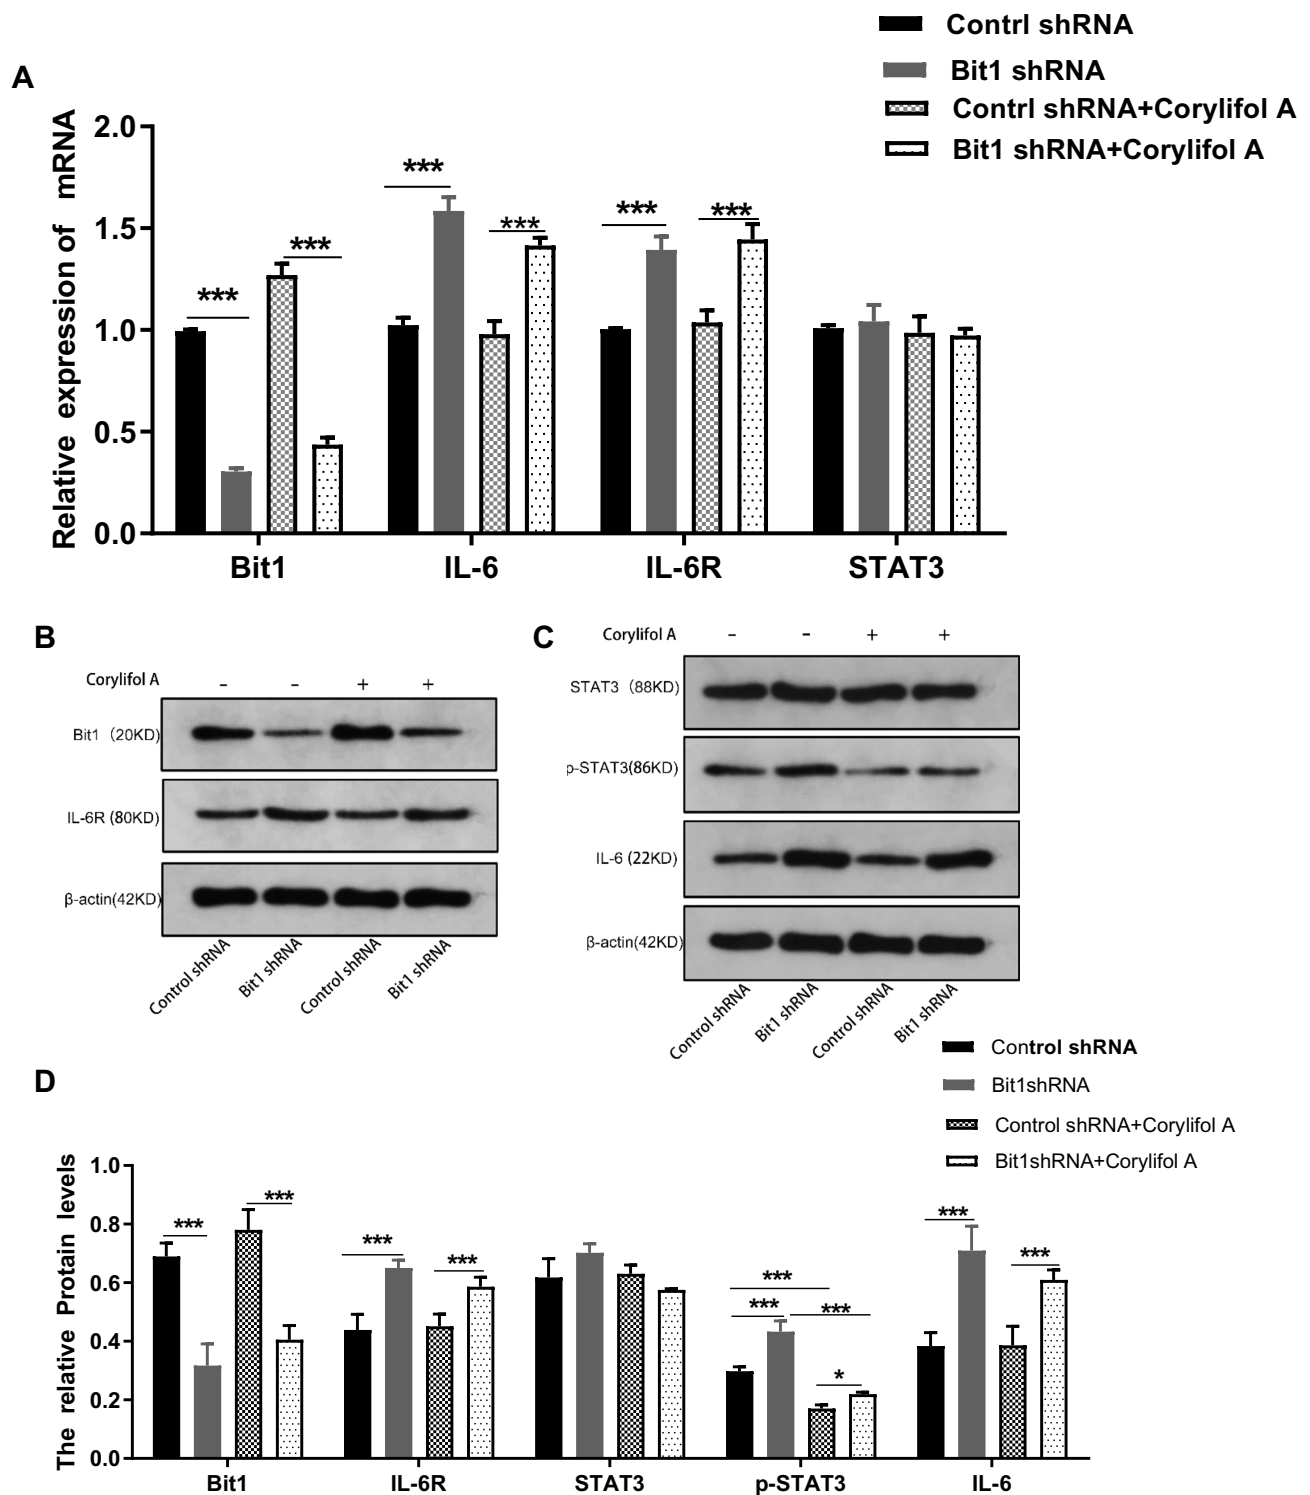 Contrl shRNA
Bit1 shRNA
Contrl shRNA+Corylifol A
Bit1 shRNA+Corylifol A
A
Relative expression of mRNA
2.0
1.5
1.0
0.5
0.0
***
***
***
***
***
***
Bit1 IL-6 IL-6R STAT3
B
Corylifol A - - + +
Bit1 (20KD)
IL-6R (80KD)
β-actin(42KD)
Control shRNA Bit1 shRNA Control shRNA Bit1 shRNA
C
Corylifol A - - + +
STAT3 (88KD)
p-STAT3(86KD)
IL-6 (22KD)
β-actin(42KD)
Control shRNA Bit1 shRNA Control shRNA Bit1 shRNA
Control shRNA
Bit1shRNA
Control shRNA+Corylifol A
Bit1shRNA+Corylifol A
D
The relative Protain levels
1.0
0.8
0.6
0.4
0.2
0.0
***
***
***
***
***
***
***
*
***
***
Bit1 IL-6R STAT3 p-STAT3 IL-6